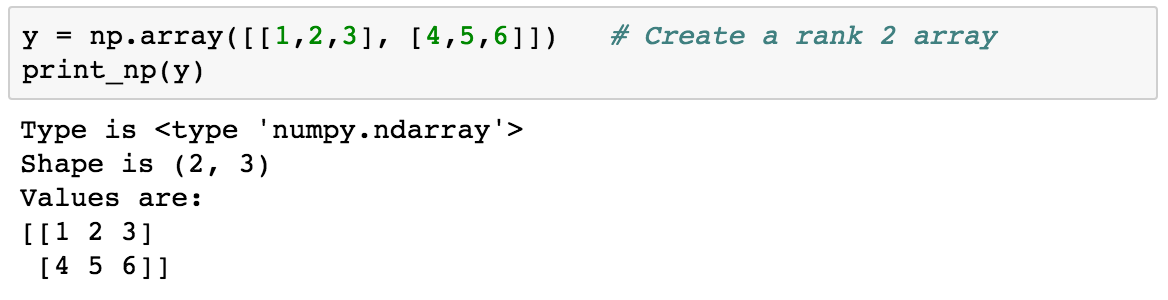 y = np.array([[1,2,3], [4,5,6]])   # Create a rank 2 array
print_np(y)
Type is <type 'numpy.ndarray'>
Shape is (2, 3)
Values are:
[[1 2 3]
 [4 5 6]]